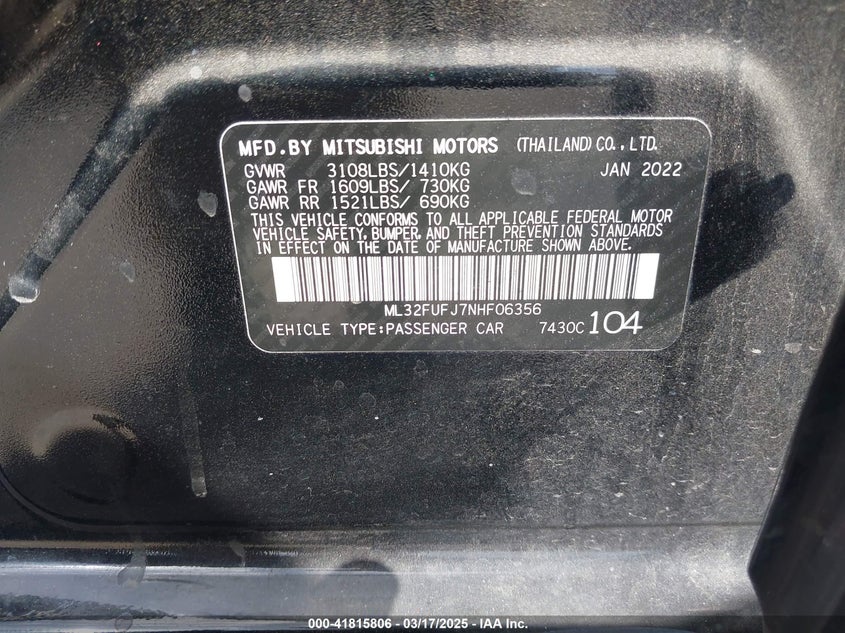 MFD.BY MITSUBISHI MOTORS (THAILAND) CO., LTD.
GVWR 3108LBS/1410KG JAN 2022
GAWR FR 1609LBS/ 730KG
GAWR RR 1521LBS/ 690KG
THIS VEHICLE CONFORMS TO ALL APPLICABLE FEDERAL MOTOR
VEHICLE SAFETY, BUMPER, AND THEFT PREVENTION STANDARDS
IN EFFECT ON THE DATE OF MANUFACTURE SHOWN ABOVE.
ML32FUFJ7NHF06356
VEHICLE TYPE:PASSENGER CAR 7430C 104
000-41815806 - 03/17/2025 - IAA Inc.